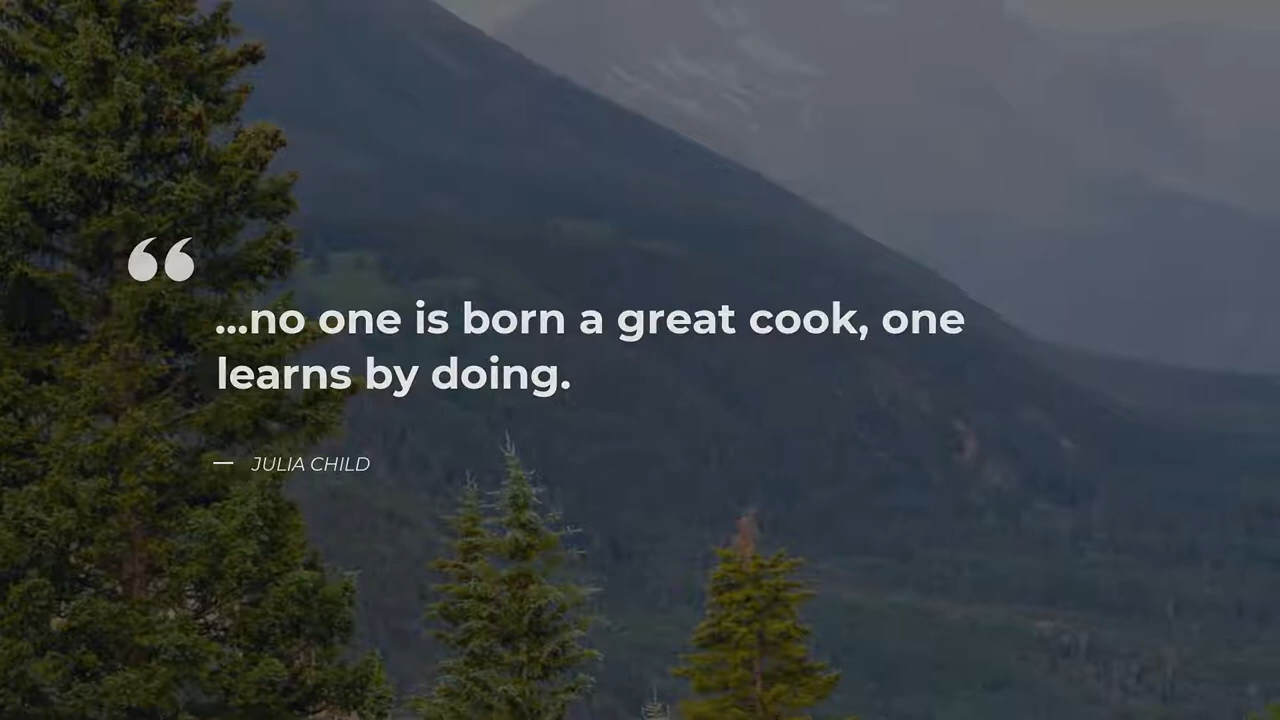 “
...no one is born a great cook, one
learns by doing.
— JULIA CHILD